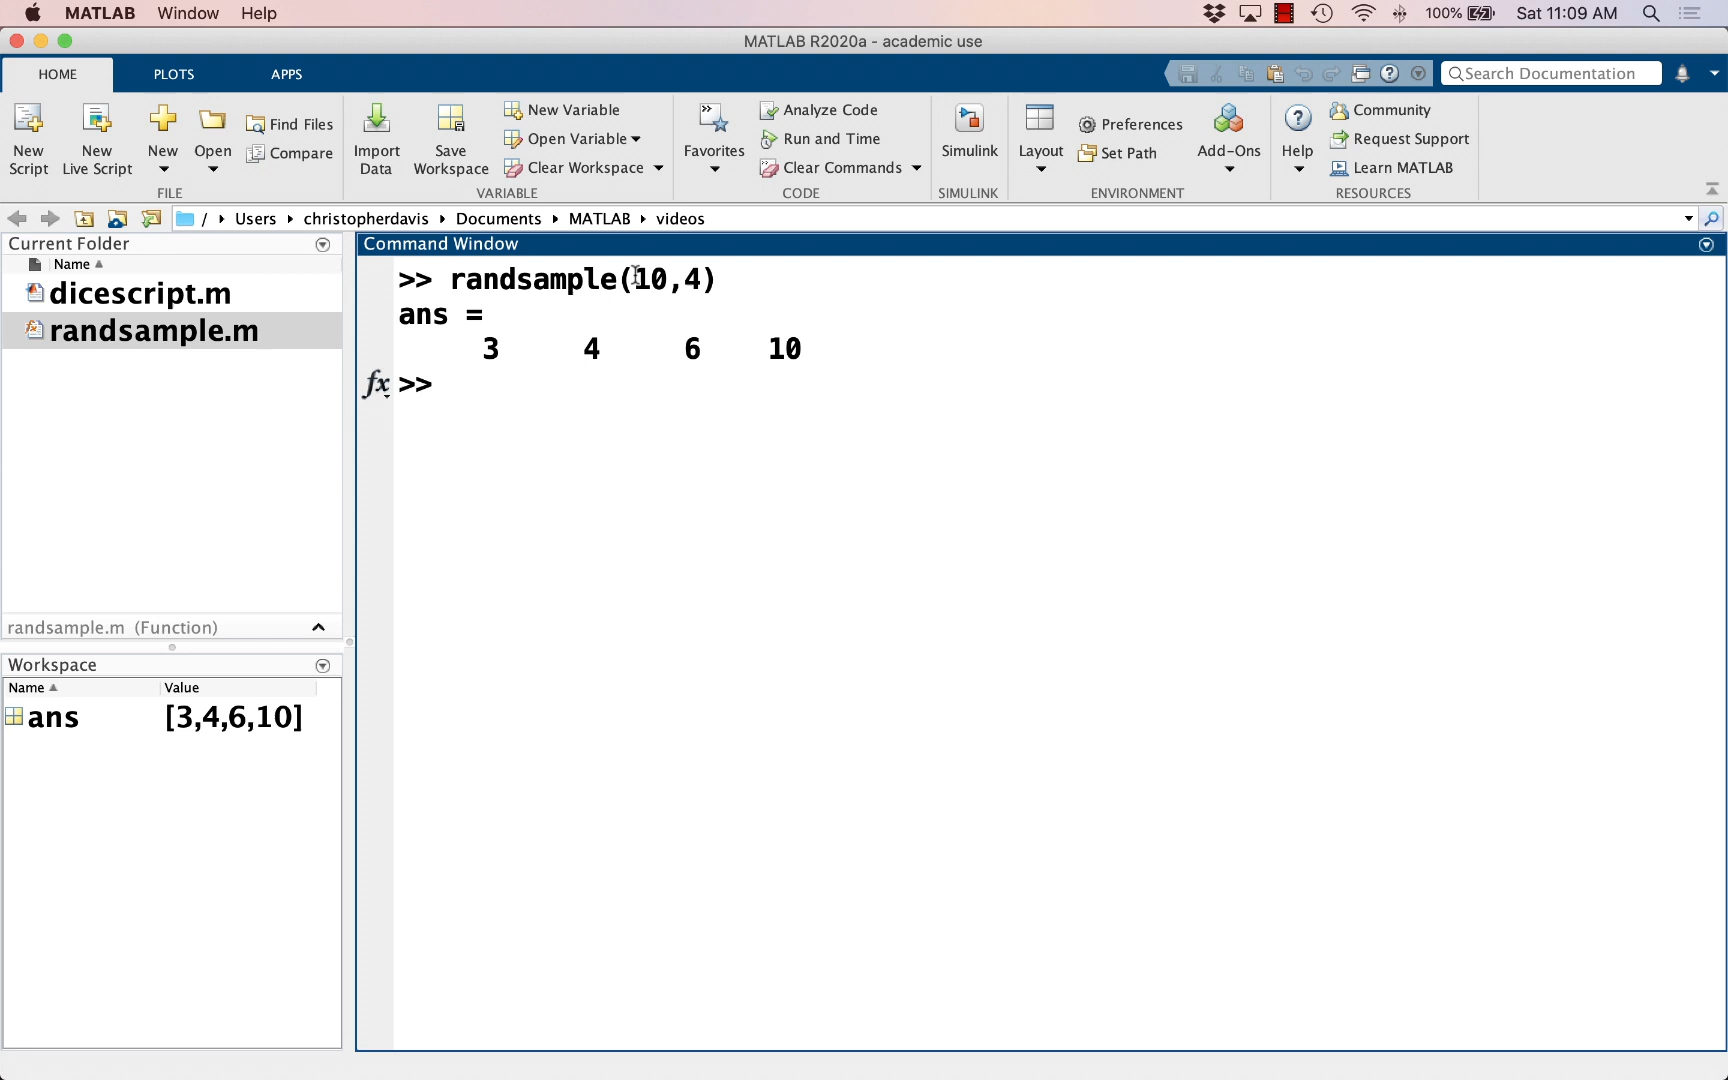 MATLAB Window Help 100% Sat 11:09 AM
MATLAB R2020a - academic use
HOME PLOTS APPS Search Documentation
New Script
New Live Script
New
Open
Find Files
Compare
FILE
Import Data
Save Workspace
New Variable
Open Variable
Clear Workspace
VARIABLE
Favorites
Analyze Code
Run and Time
Clear Commands
CODE
Simulink
SIMULINK
Layout
Preferences
Set Path
Add-Ons
ENVIRONMENT
Help
Community
Request Support
Learn MATLAB
RESOURCES
/ Users christopherdavis Documents MATLAB videos
Current Folder
Name
dicescript.m
randsample.m
randsample.m (Function)
Workspace
Name Value
ans [3,4,6,10]
Command Window
>> randsample(10,4)
ans =
3 4 6 10
fx >>